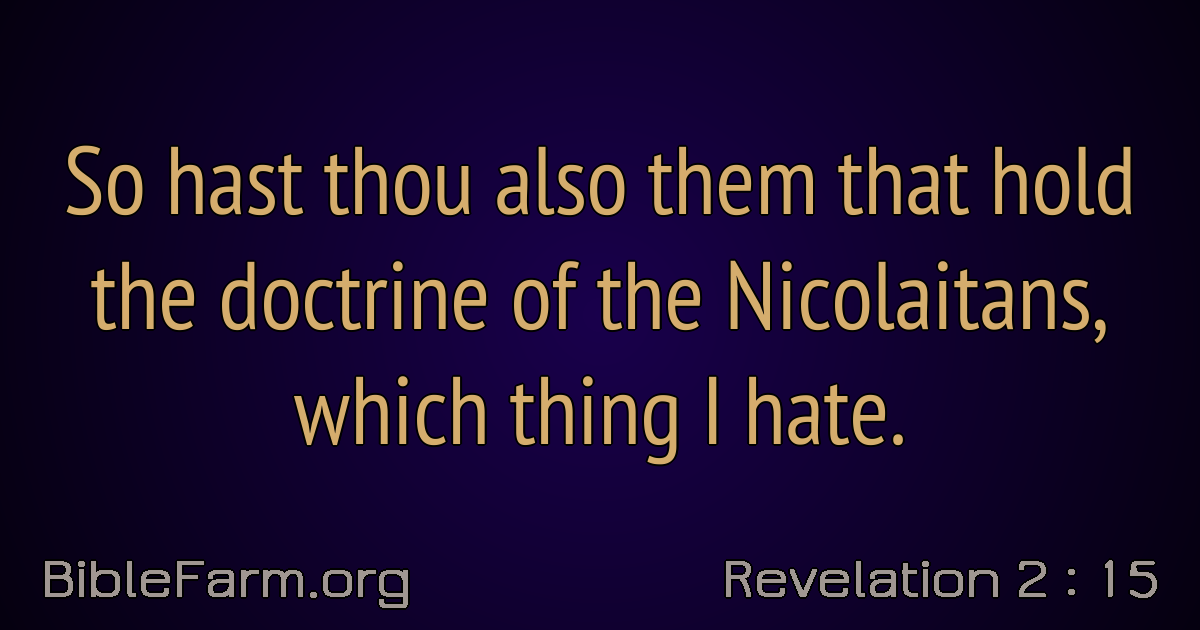 So hast thou also them that hold
the doctrine of the Nicolaitans,
which thing I hate.
BibleFarm.org
Revelation 2 : 15